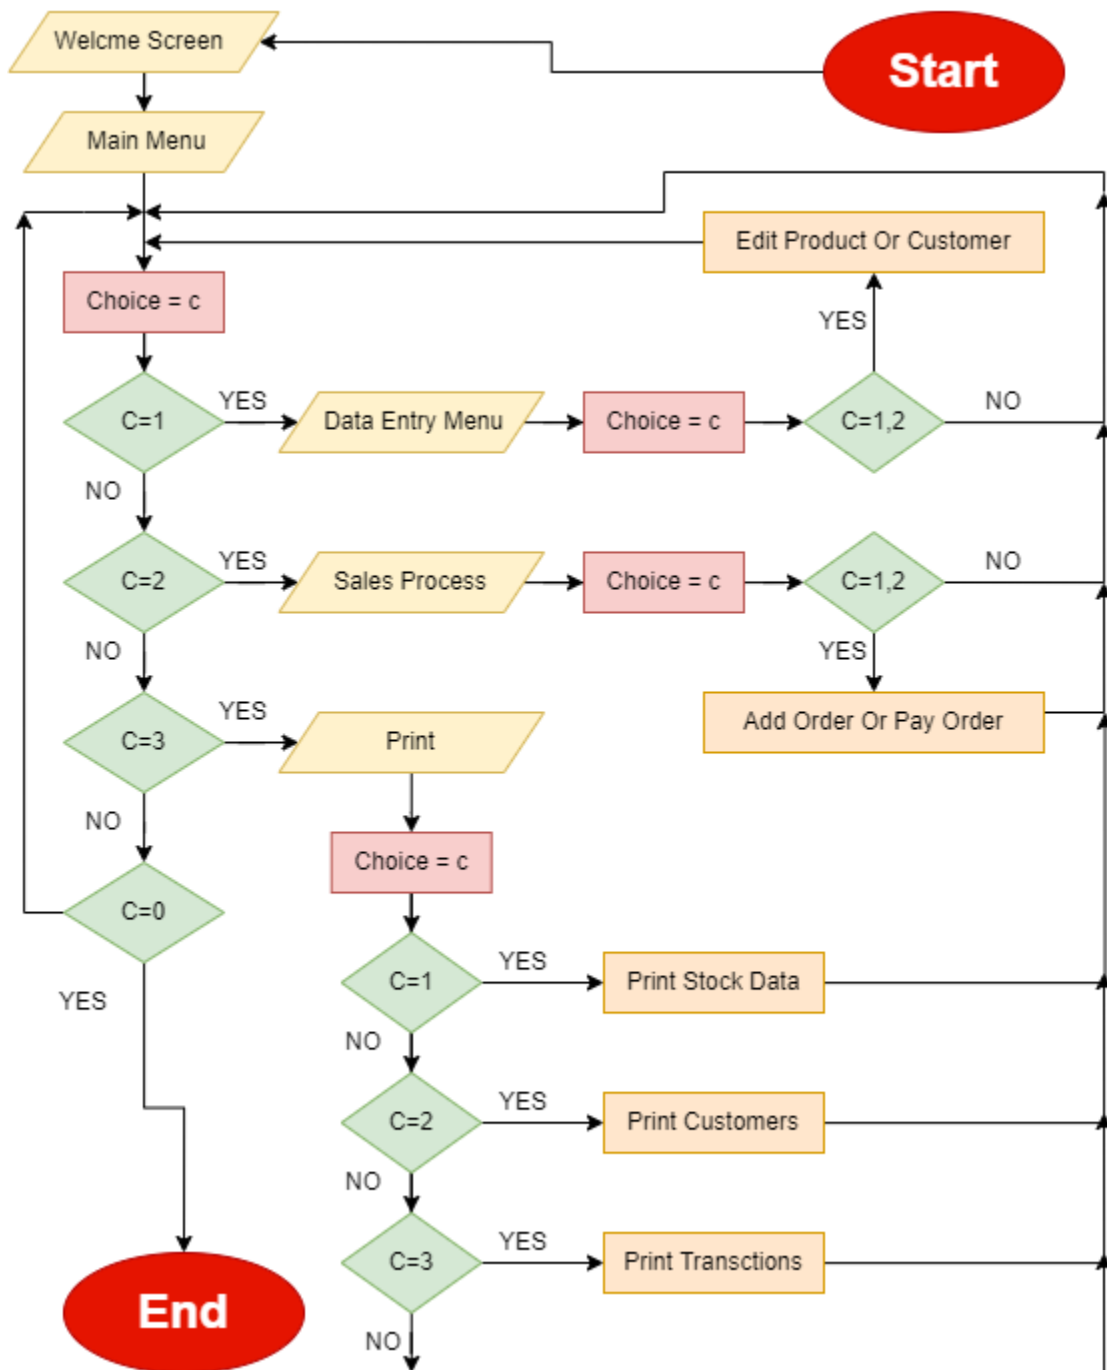 Welcme Screen
Start
Main Menu
Edit Product Or Customer
Choice = c
YES
C=1
YES
Data Entry Menu
Choice = c
C=1,2
NO
NO
C=2
YES
Sales Process
Choice = c
C=1,2
NO
NO
YES
C=3
YES
Print
Add Order Or Pay Order
NO
Choice = c
C=0
YES
C=1
YES
Print Stock Data
NO
C=2
YES
Print Customers
NO
C=3
YES
Print Transctions
End
NO